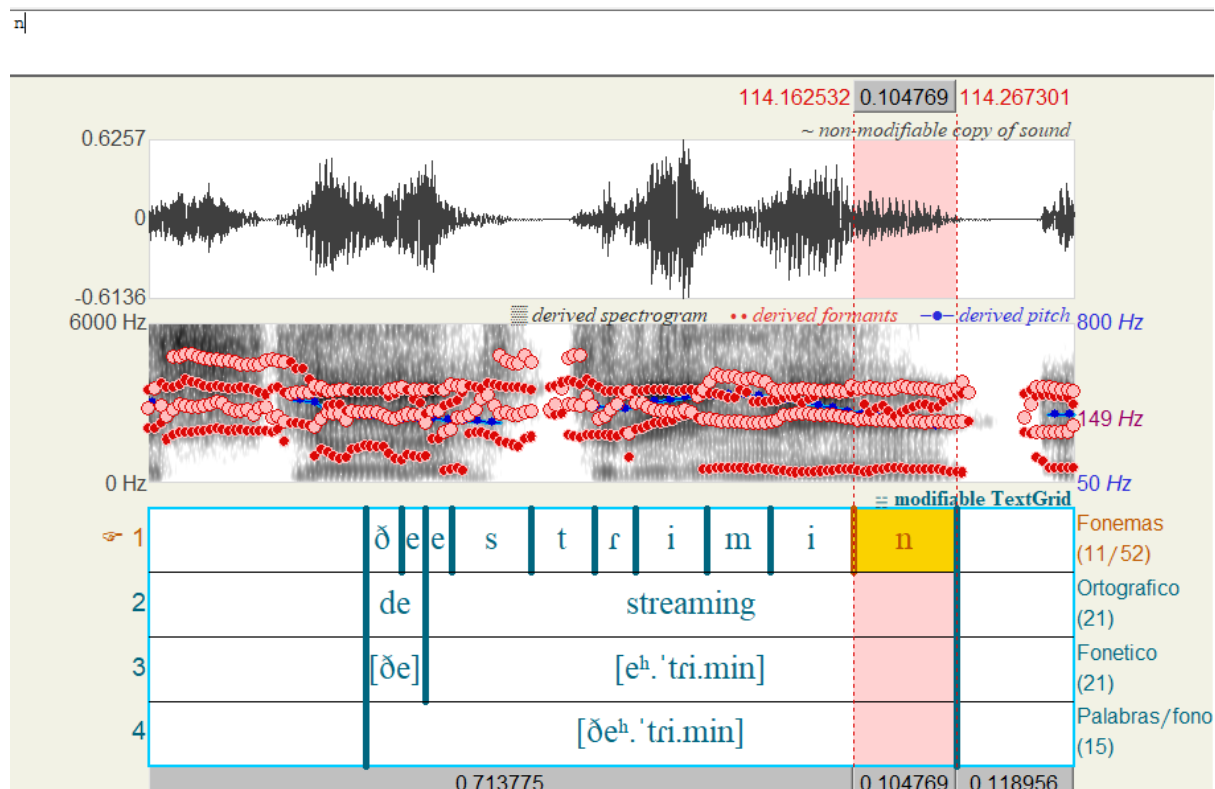 n
114.162532 0.104769 114.267301
~ non-modifiable copy of sound
0.6257
0
-0.6136
derived spectrogram •• derived formants derived pitch
6000 Hz
800 Hz
149 Hz
0 Hz
50 Hz
modifiable TextGrid
☞ 1 ð e e s t ɾ i m i n Fonemas (11/52)
2 de streaming Ortografico (21)
3 [ðe] [eʰ.ˈtɾi.min] Fonetico (21)
4 [ðeʰ.ˈtɾi.min] Palabras/fono (15)
0.713775 0.104769 0.118956